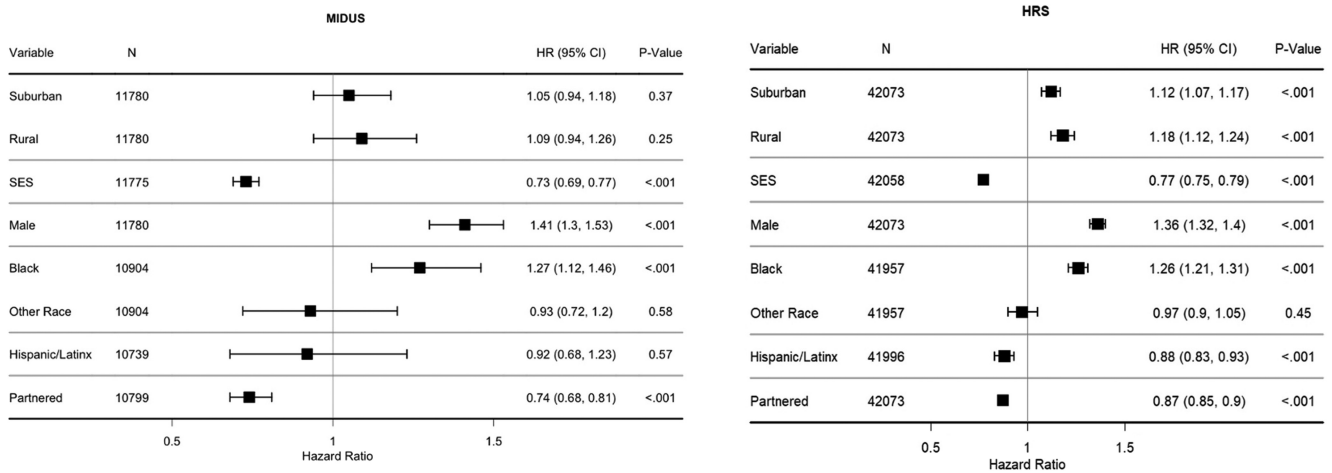 MIDUS
Variable N HR (95% CI) P-Value
Suburban 11780 1.05 (0.94, 1.18) 0.37
Rural 11780 1.09 (0.94, 1.26) 0.25
SES 11775 0.73 (0.69, 0.77) <.001
Male 11780 1.41 (1.3, 1.53) <.001
Black 10904 1.27 (1.12, 1.46) <.001
Other Race 10904 0.93 (0.72, 1.2) 0.58
Hispanic/Latinx 10739 0.92 (0.68, 1.23) 0.57
Partnered 10799 0.74 (0.68, 0.81) <.001
0.5 1 1.5
Hazard Ratio
HRS
Variable N HR (95% CI) P-Value
Suburban 42073 1.12 (1.07, 1.17) <.001
Rural 42073 1.18 (1.12, 1.24) <.001
SES 42058 0.77 (0.75, 0.79) <.001
Male 42073 1.36 (1.32, 1.4) <.001
Black 41957 1.26 (1.21, 1.31) <.001
Other Race 41957 0.97 (0.9, 1.05) 0.45
Hispanic/Latinx 41996 0.88 (0.83, 0.93) <.001
Partnered 42073 0.87 (0.85, 0.9) <.001
0.5 1 1.5
Hazard Ratio